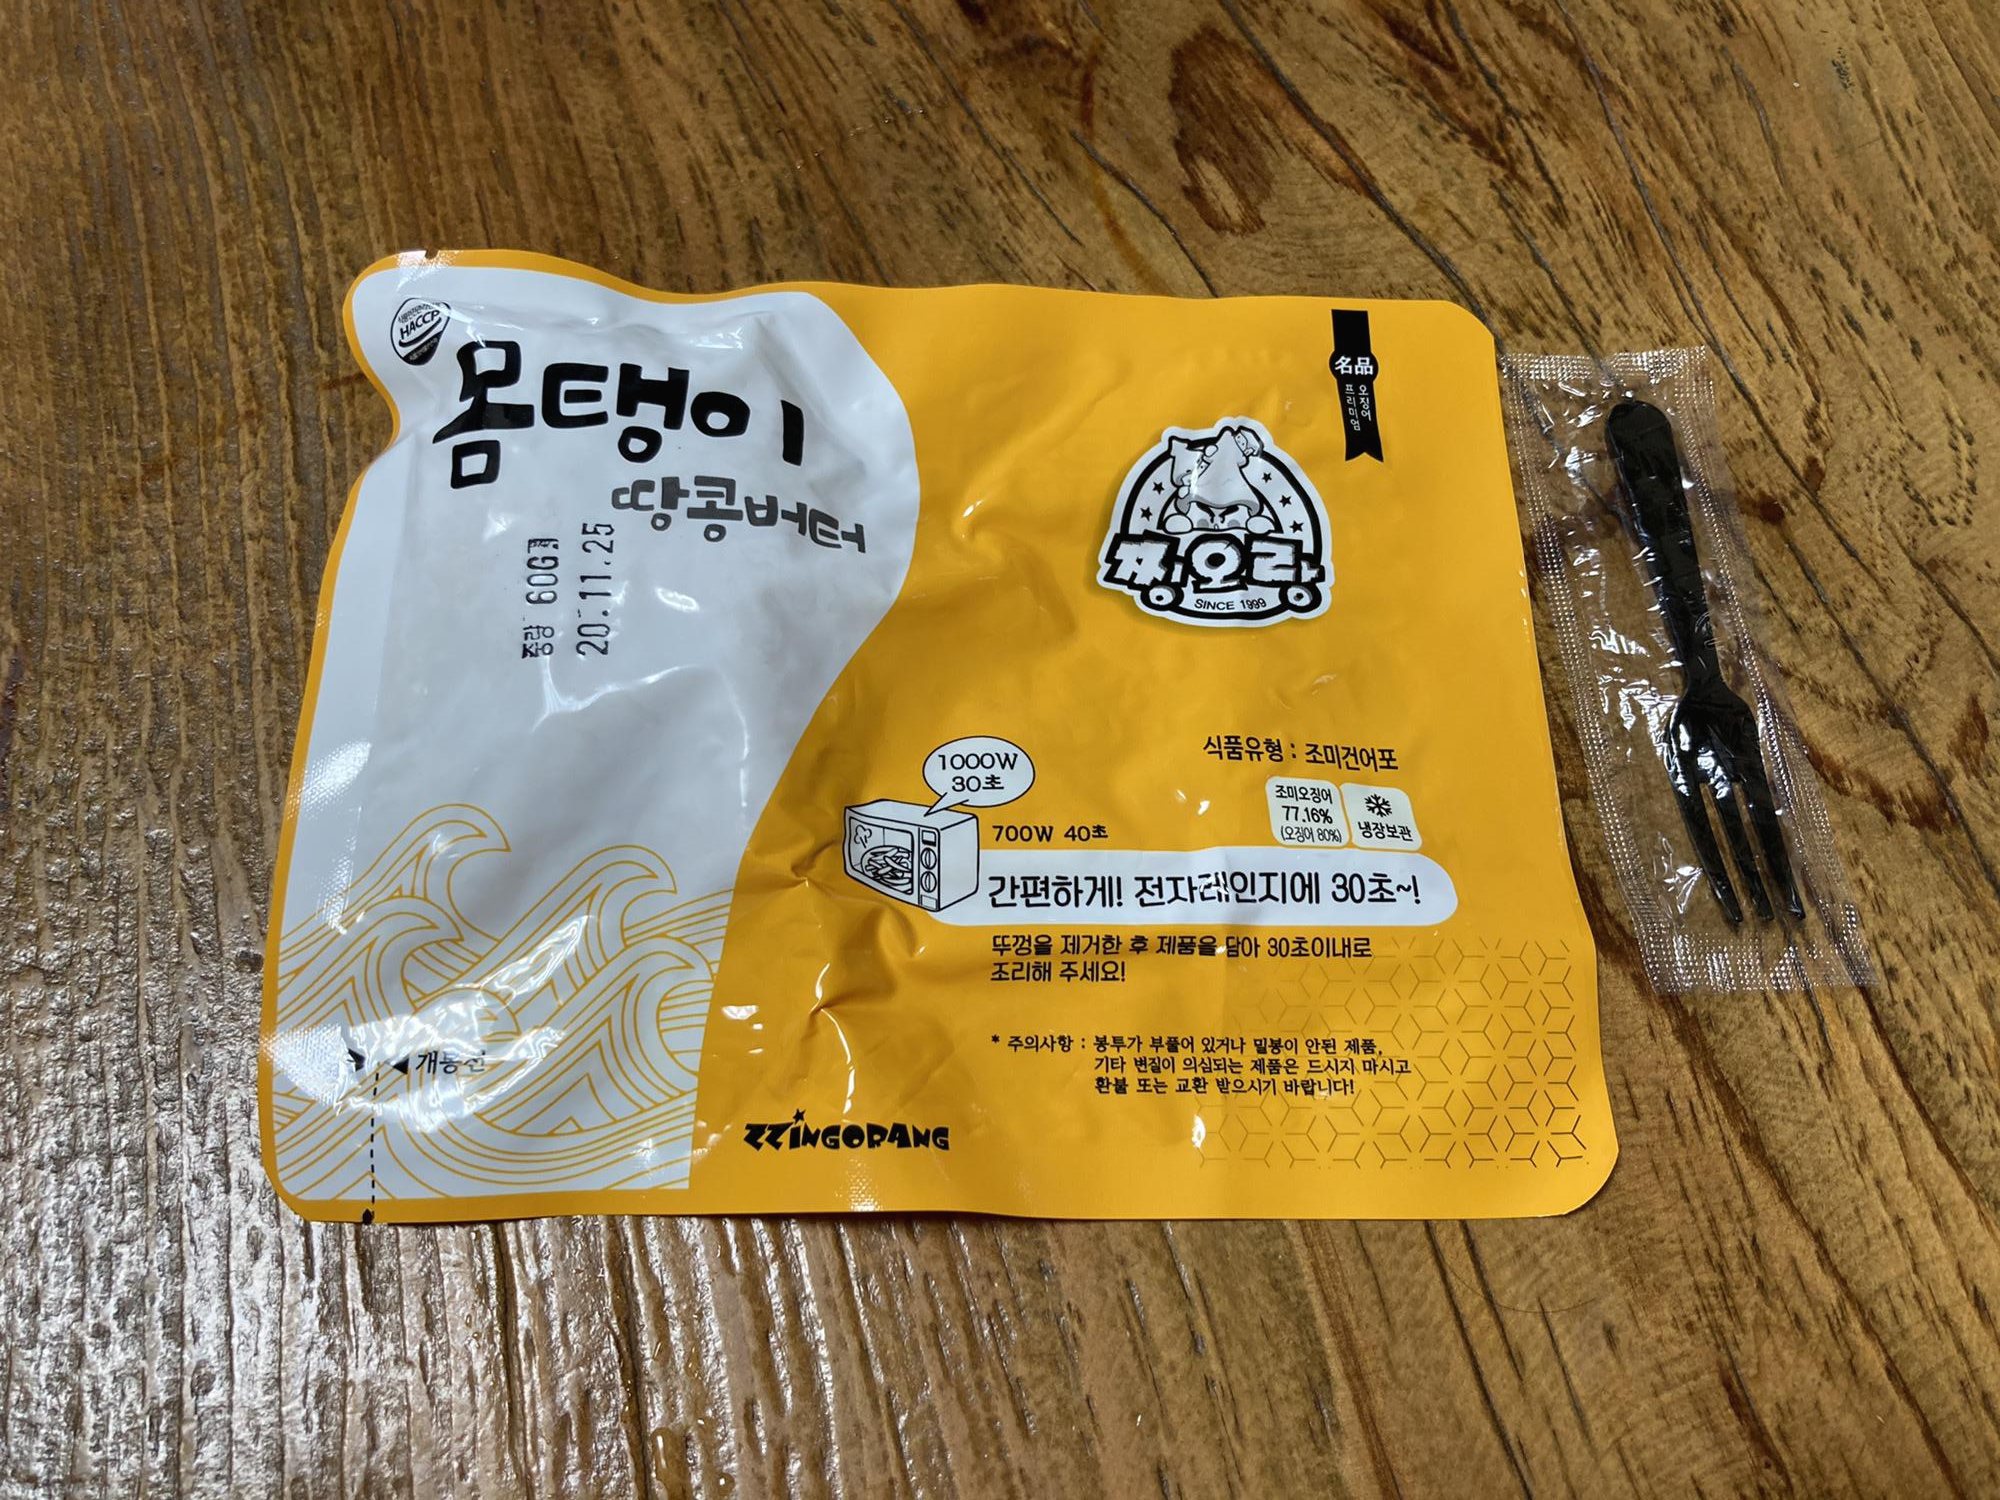 HACCP
몸탱이
땅콩버터
중량 60G
20.11.25
개봉선
名品
프리미엄
오징어
찡오랑
SINCE 1999
식품유형 : 조미건어포
조미오징어
77.16%
(오징어 80%)
냉장보관
1000W
30초
700W 40초
간편하게! 전자레인지에 30초~!
뚜껑을 제거한 후 제품을 담아 30초이내로
조리해 주세요!
* 주의사항 : 봉투가 부풀어 있거나 밀봉이 안된 제품,
기타 변질이 의심되는 제품은 드시지 마시고
환불 또는 교환 받으시기 바랍니다!
ZZINGORANG